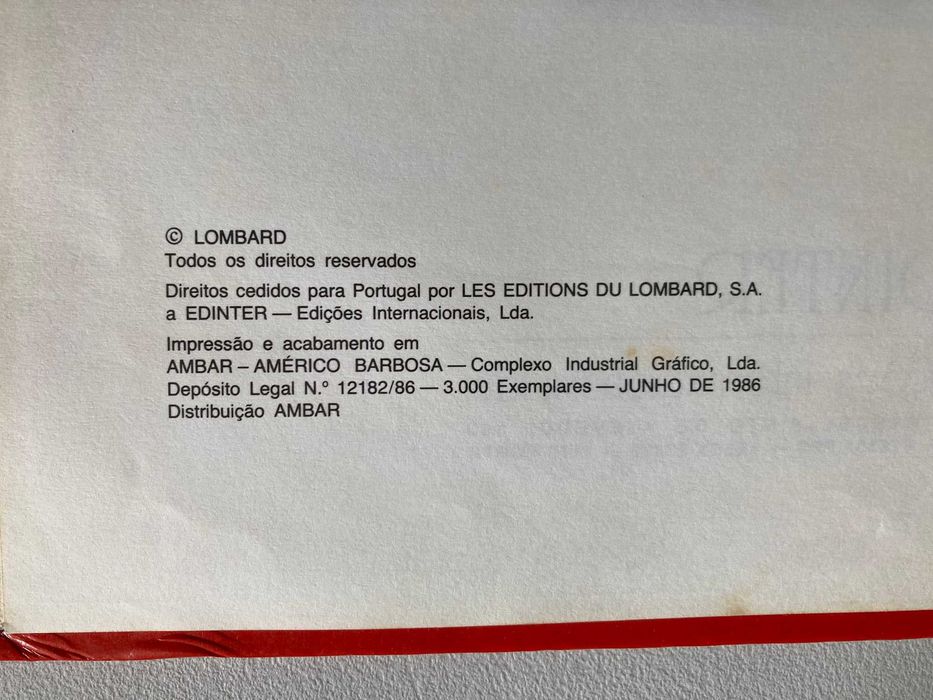 © LOMBARD
Todos os direitos reservados
Direitos cedidos para Portugal por LES EDITIONS DU LOMBARD, S.A.
a EDINTER — Edições Internacionais, Lda.
Impressão e acabamento em
AMBAR – AMÉRICO BARBOSA — Complexo Industrial Gráfico, Lda.
Depósito Legal N.º 12182/86 — 3.000 Exemplares — JUNHO DE 1986
Distribuição AMBAR